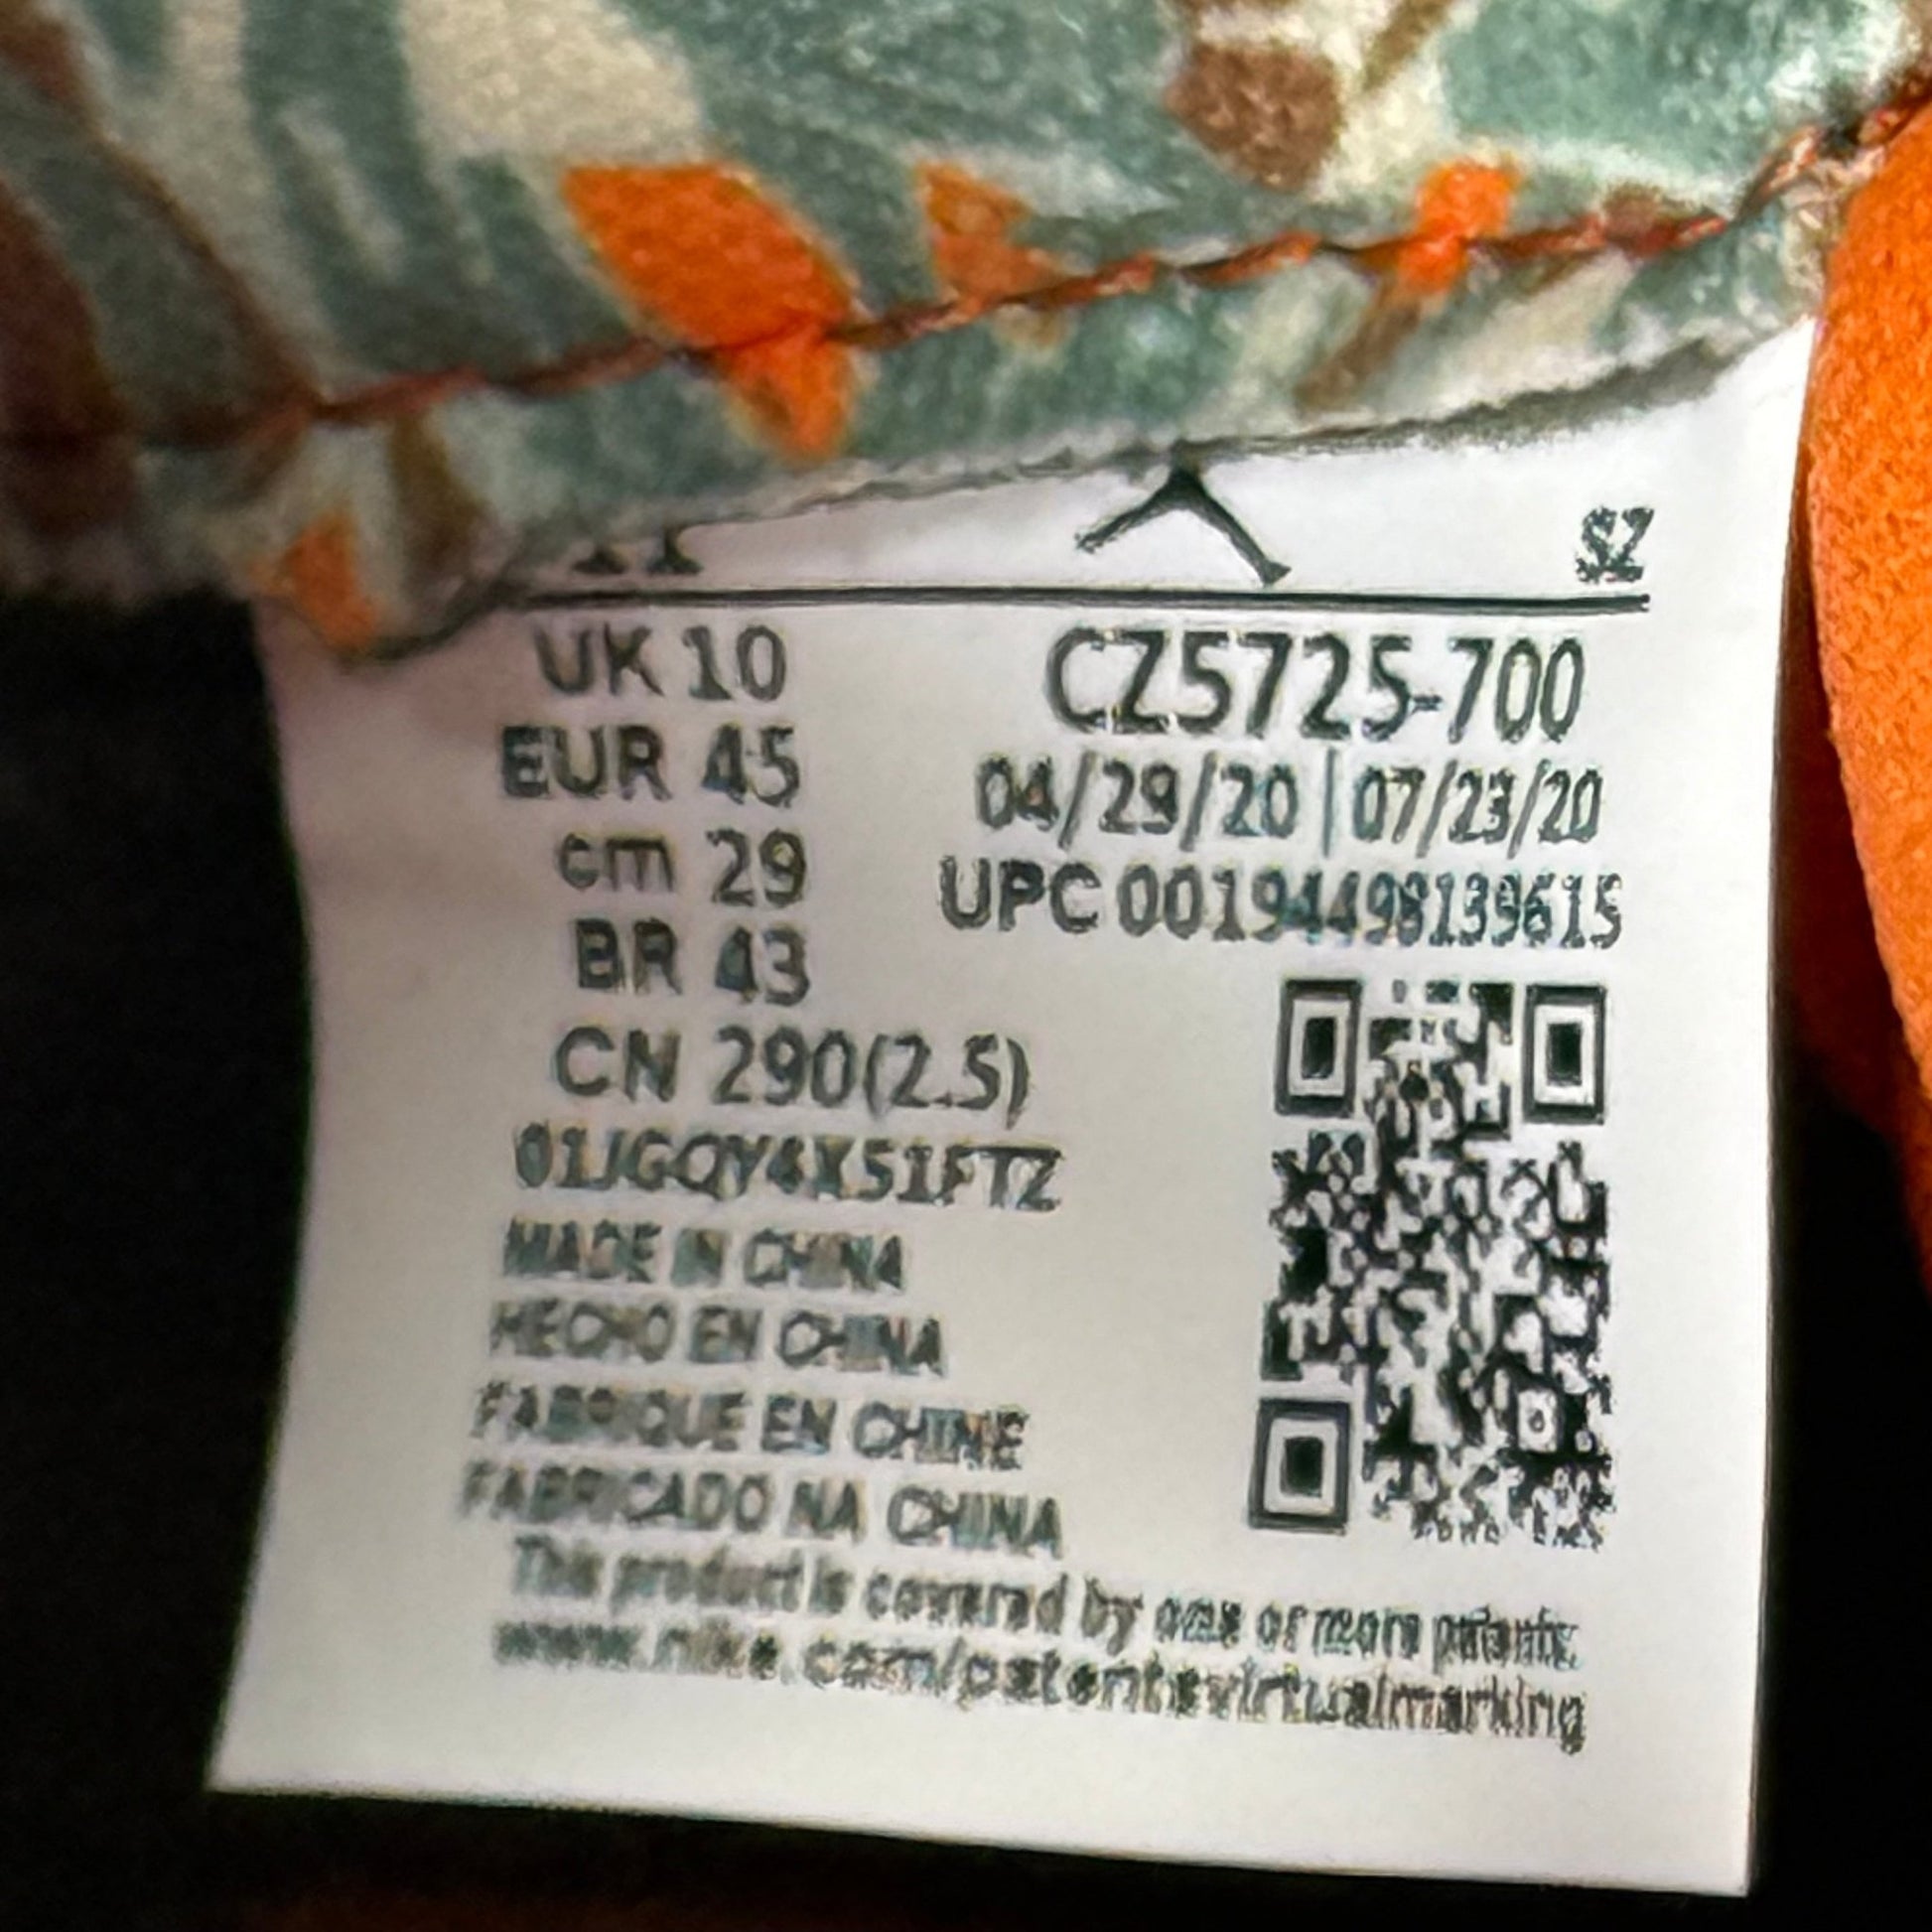 SZ
UK 10
EUR 45
cm 29
BR 43
CN 290(2.5)
01JGQY4X51FTZ
MADE IN CHINA
HECHO EN CHINA
FABRIQUE EN CHINE
FABRICADO NA CHINA
CZ5725-700
04/29/20 | 07/23/20
UPC 00194498139615
This product is covered by one or more patents,
www.nike.com/patentsvirtualmarking